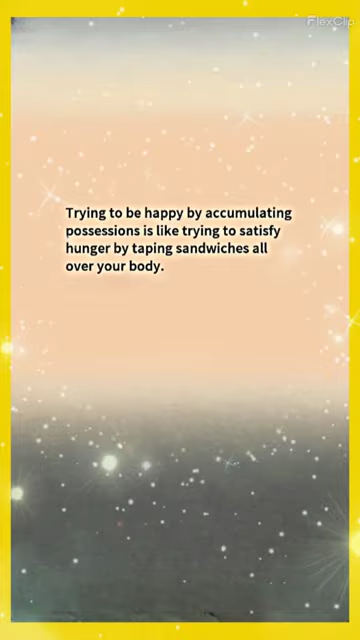 FlexClip
Trying to be happy by accumulating
possessions is like trying to satisfy
hunger by taping sandwiches all
over your body.